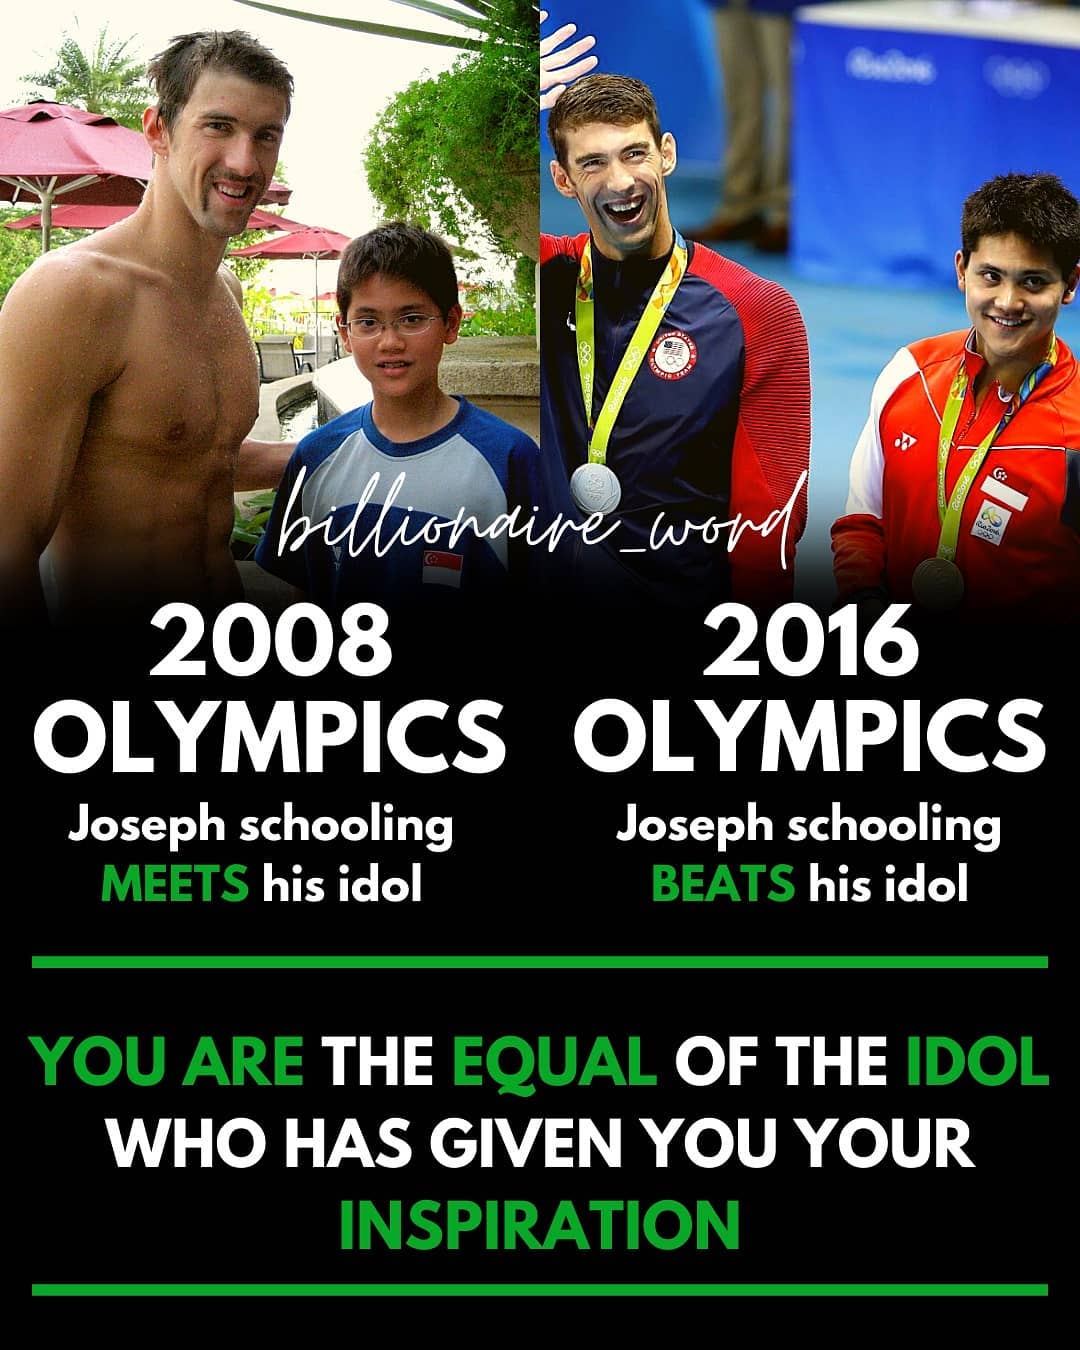 Rio2016
billionaire_word
2008
OLYMPICS
Joseph schooling
MEETS his idol
2016
OLYMPICS
Joseph schooling
BEATS his idol
YOU ARE THE EQUAL OF THE IDOL
WHO HAS GIVEN YOU YOUR
INSPIRATION